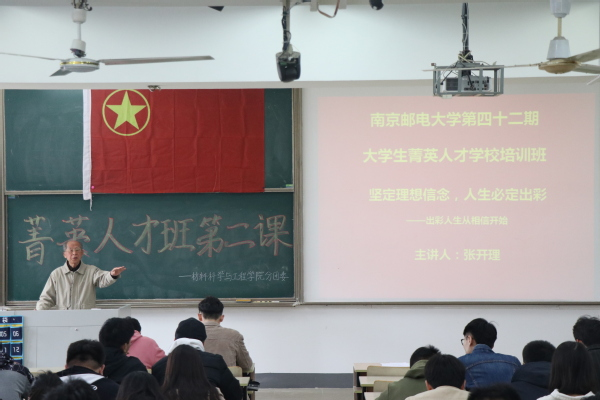 菁英人才班第二课
——材料科学与工程学院分团委
南京邮电大学第四十二期
大学生菁英人才学校培训班
坚定理想信念，人生必定出彩
——出彩人生从相信开始
主讲人：张开理
05 06
12